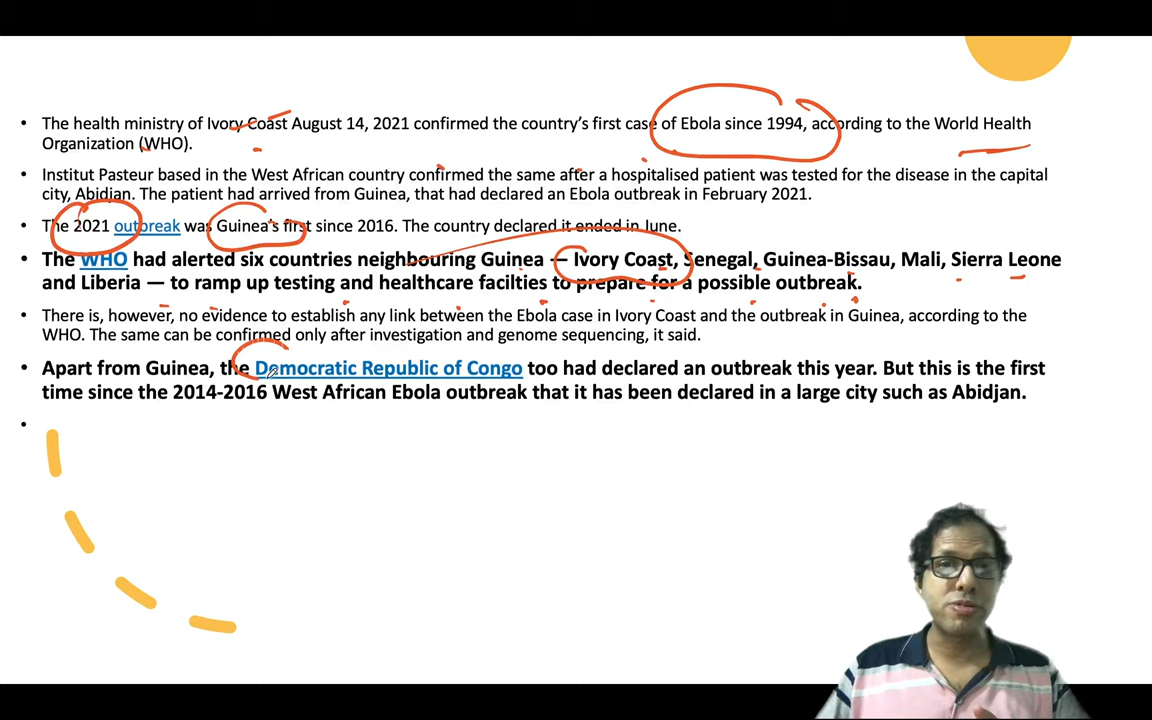 • The health ministry of Ivory Coast August 14, 2021 confirmed the country’s first case of Ebola since 1994, according to the World Health
Organization (WHO).
• Institut Pasteur based in the West African country confirmed the same after a hospitalised patient was tested for the disease in the capital
city, Abidjan. The patient had arrived from Guinea, that had declared an Ebola outbreak in February 2021.
• The 2021 outbreak was Guinea’s first since 2016. The country declared it ended in June.
• The WHO had alerted six countries neighbouring Guinea — Ivory Coast, Senegal, Guinea-Bissau, Mali, Sierra Leone
and Liberia — to ramp up testing and healthcare facilties to prepare for a possible outbreak.
• There is, however, no evidence to establish any link between the Ebola case in Ivory Coast and the outbreak in Guinea, according to the
WHO. The same can be confirmed only after investigation and genome sequencing, it said.
• Apart from Guinea, the Democratic Republic of Congo too had declared an outbreak this year. But this is the first
time since the 2014-2016 West African Ebola outbreak that it has been declared in a large city such as Abidjan.
•